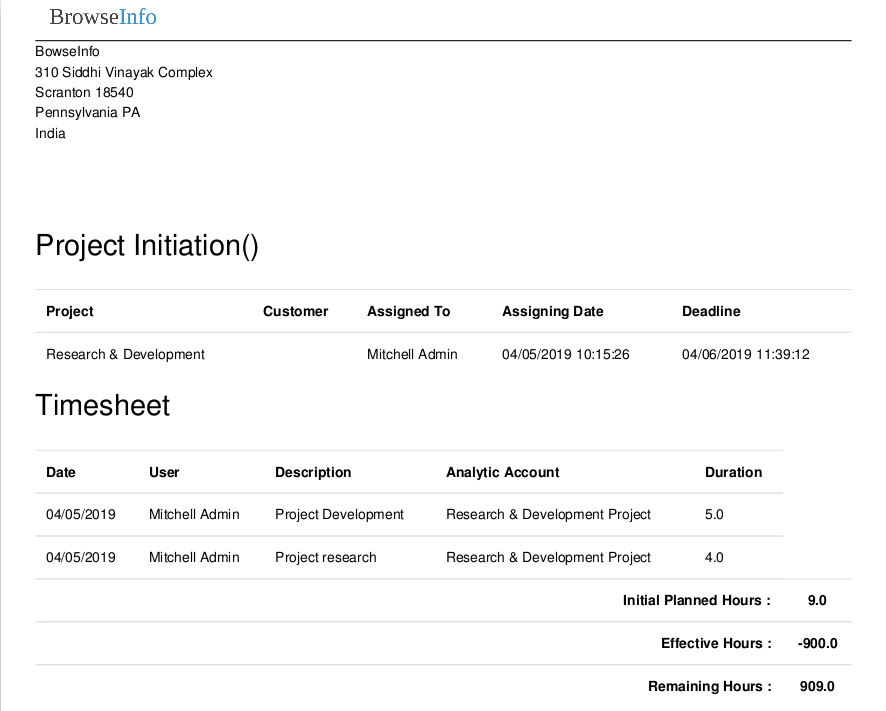 BrowseInfo
BowseInfo
310 Siddhi Vinayak Complex
Scranton 18540
Pennsylvania PA
India
Project Initiation()
Project Customer Assigned To Assigning Date Deadline
Research & Development Mitchell Admin 04/05/2019 10:15:26 04/06/2019 11:39:12
Timesheet
Date User Description Analytic Account Duration
04/05/2019 Mitchell Admin Project Development Research & Development Project 5.0
04/05/2019 Mitchell Admin Project research Research & Development Project 4.0
Initial Planned Hours : 9.0
Effective Hours : -900.0
Remaining Hours : 909.0